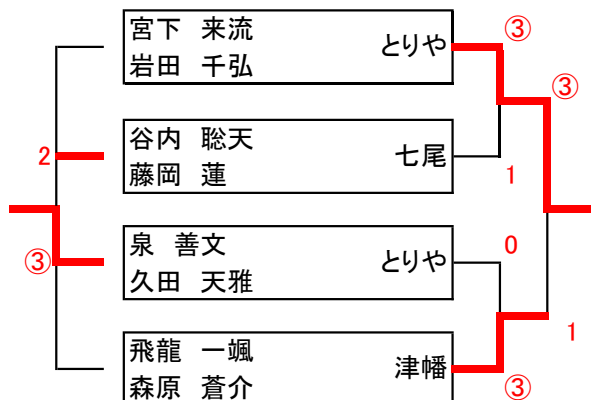 宮下 来流
岩田 千弘
とりや
③
③
谷内 聡天
藤岡 蓮
七尾
2
1
泉 善文
久田 天雅
とりや
0
③
飛龍 一颯
森原 蒼介
津幡
1
③